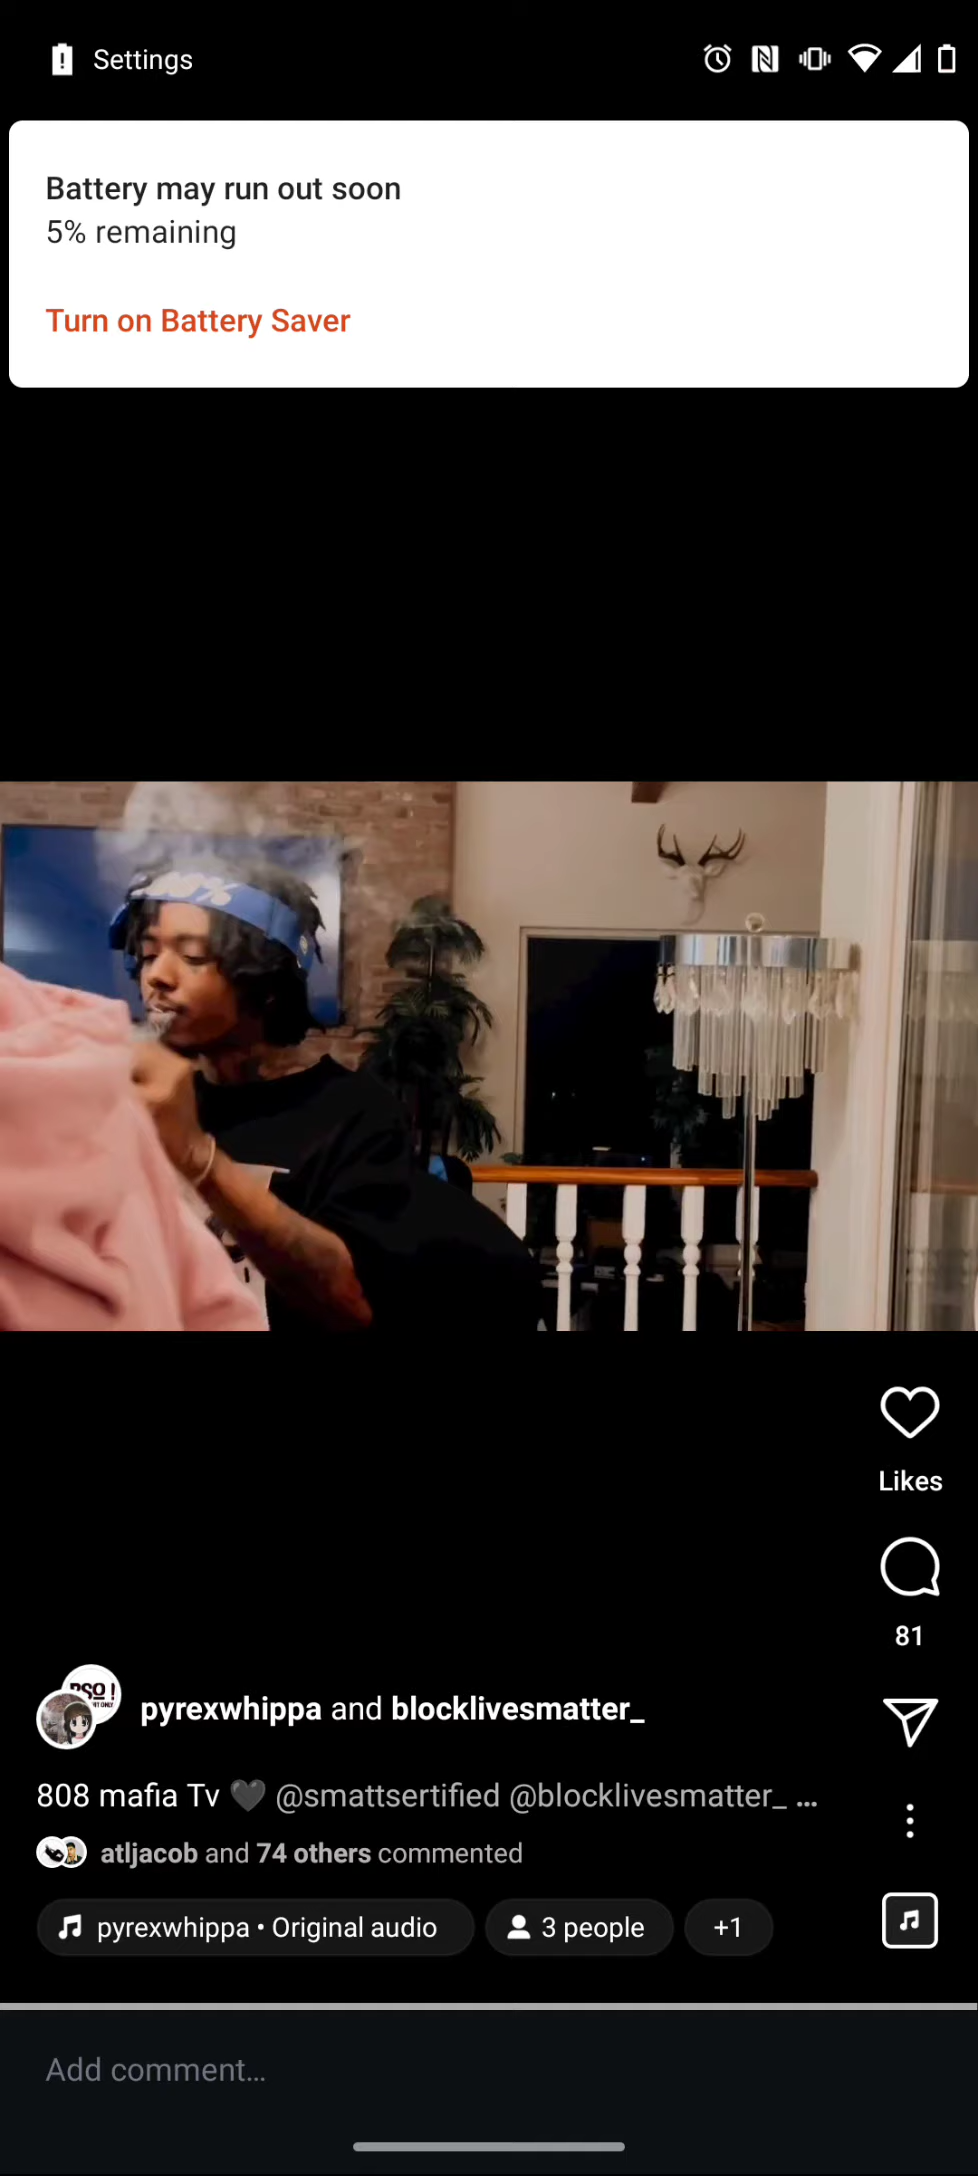 Settings
Battery may run out soon
5% remaining
Turn on Battery Saver
Likes
81
PSO !
pyrexwhippa and blocklivesmatter_
808 mafia Tv 🖤 @smattsertified @blocklivesmatter_ ...
atljacob and 74 others commented
pyrexwhippa • Original audio
3 people
+1
Add comment...